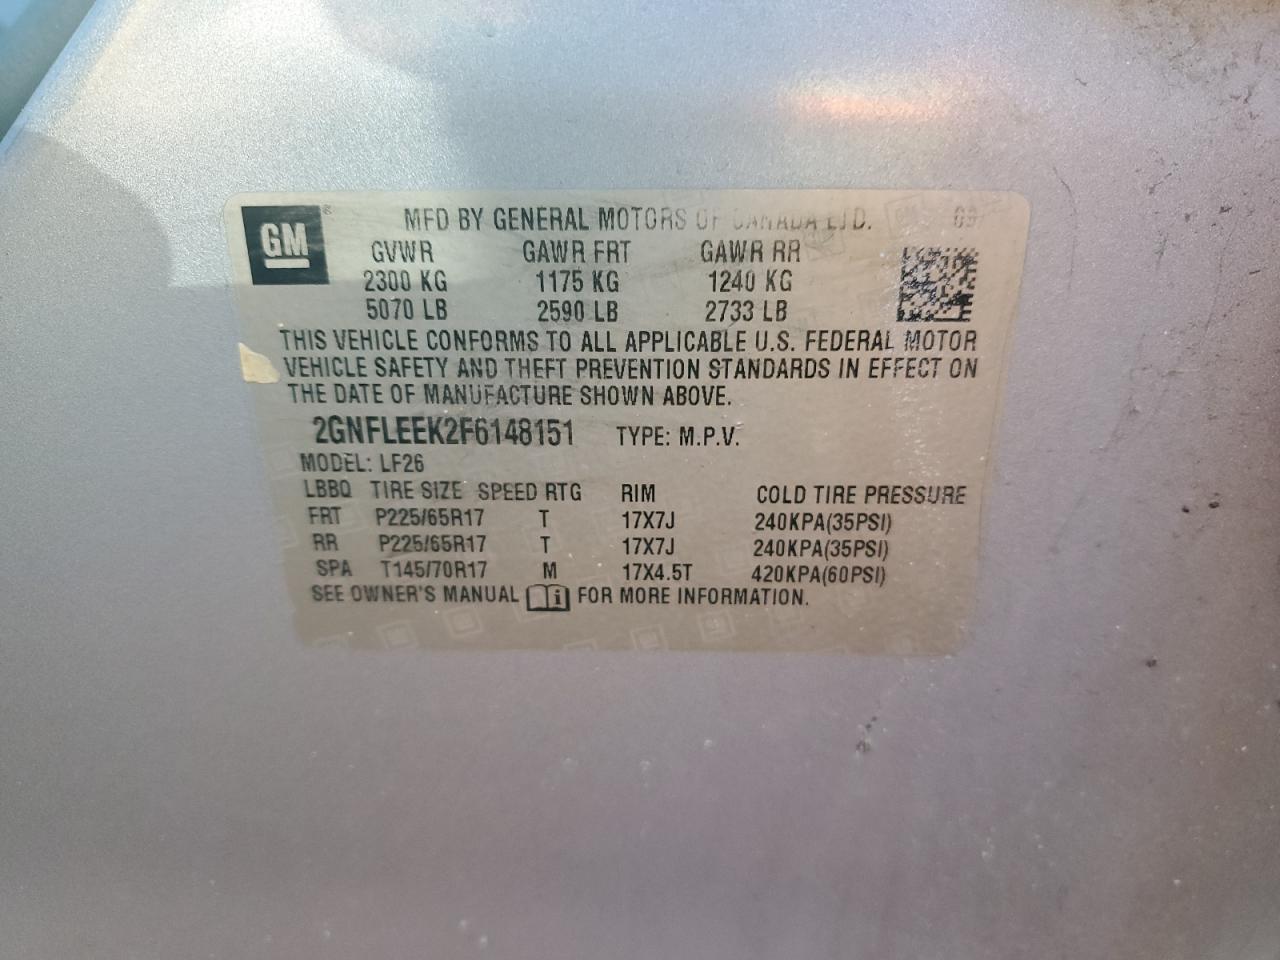 GM ® MFD BY GENERAL MOTORS OF CANADA LTD.
GVWR GAWR FRT GAWR RR
2300 KG 1175 KG 1240 KG
5070 LB 2590 LB 2733 LB
THIS VEHICLE CONFORMS TO ALL APPLICABLE U.S. FEDERAL MOTOR
VEHICLE SAFETY AND THEFT PREVENTION STANDARDS IN EFFECT ON
THE DATE OF MANUFACTURE SHOWN ABOVE.
2GNFLEEK2F6148151 TYPE: M.P.V.
MODEL: LF26
LBBQ TIRE SIZE SPEED RTG RIM COLD TIRE PRESSURE
FRT P225/65R17 T 17X7J 240KPA(35PSI)
RR P225/65R17 T 17X7J 240KPA(35PSI)
SPA T145/70R17 M 17X4.5T 420KPA(60PSI)
SEE OWNER'S MANUAL i FOR MORE INFORMATION.